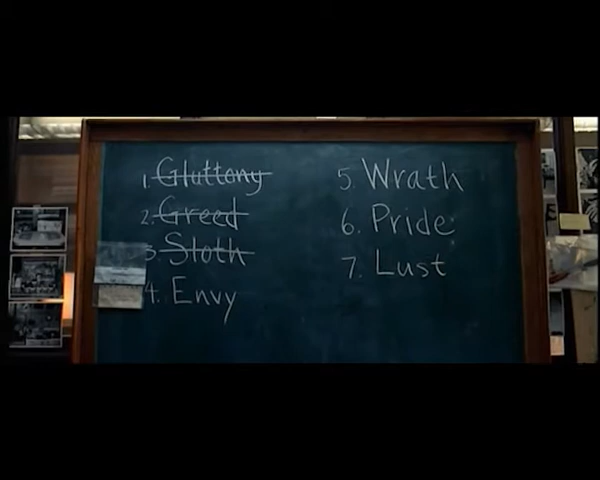 1. Gluttony
2. Greed
3. Sloth
4. Envy
5. Wrath
6. Pride
7. Lust